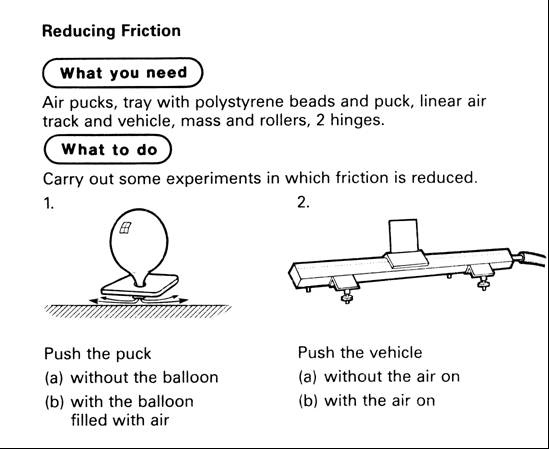 Reducing Friction
What you need
Air pucks, tray with polystyrene beads and puck, linear air
track and vehicle, mass and rollers, 2 hinges.
What to do
Carry out some experiments in which friction is reduced.
1.
Push the puck
(a) without the balloon
(b) with the balloon
filled with air
2.
Push the vehicle
(a) without the air on
(b) with the air on